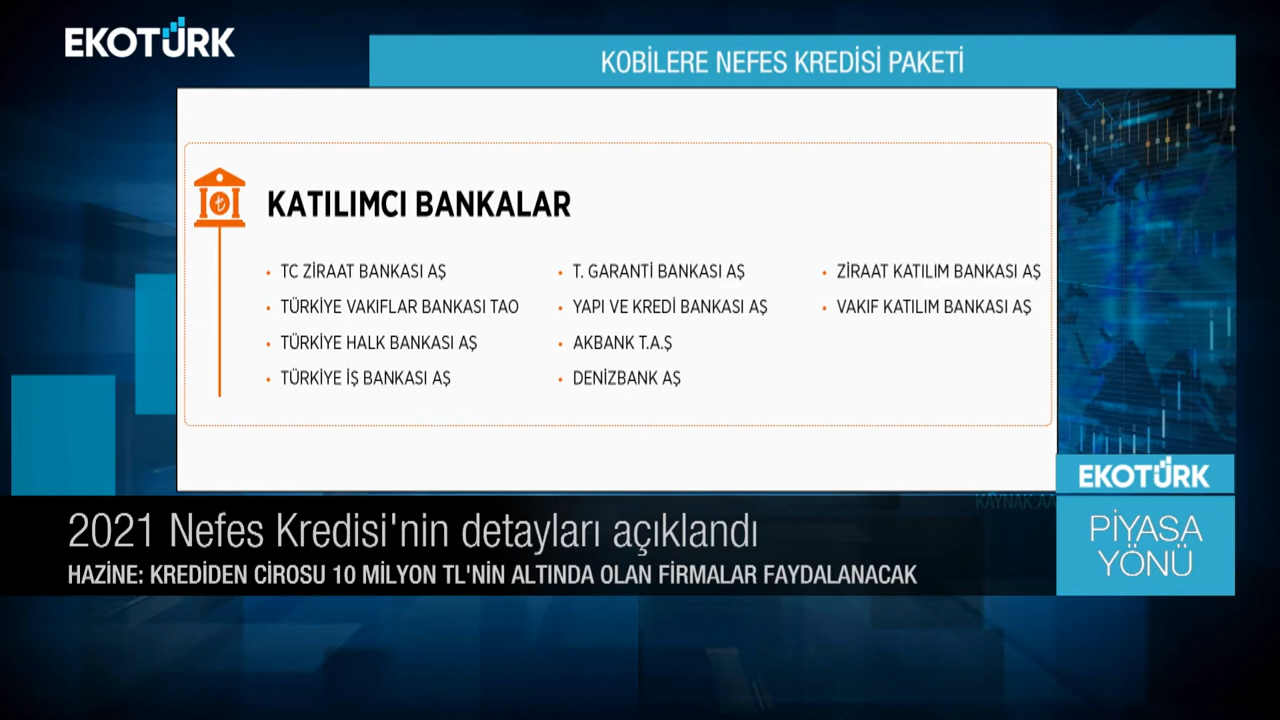 EKOTÜRK
KOBİLERE NEFES KREDİSİ PAKETİ
KATILIMCI BANKALAR
• TC ZİRAAT BANKASI AŞ
• TÜRKİYE VAKIFLAR BANKASI TAO
• TÜRKİYE HALK BANKASI AŞ
• TÜRKİYE İŞ BANKASI AŞ
• T. GARANTİ BANKASI AŞ
• YAPI VE KREDİ BANKASI AŞ
• AKBANK T.A.Ş
• DENİZBANK AŞ
• ZİRAAT KATILIM BANKASI AŞ
• VAKIF KATILIM BANKASI AŞ
KAYNAK:AA
EKOTÜRK
PİYASA
YÖNÜ
2021 Nefes Kredisi'nin detayları açıklandı
HAZİNE: KREDİDEN CİROSU 10 MİLYON TL'NİN ALTINDA OLAN FİRMALAR FAYDALANACAK